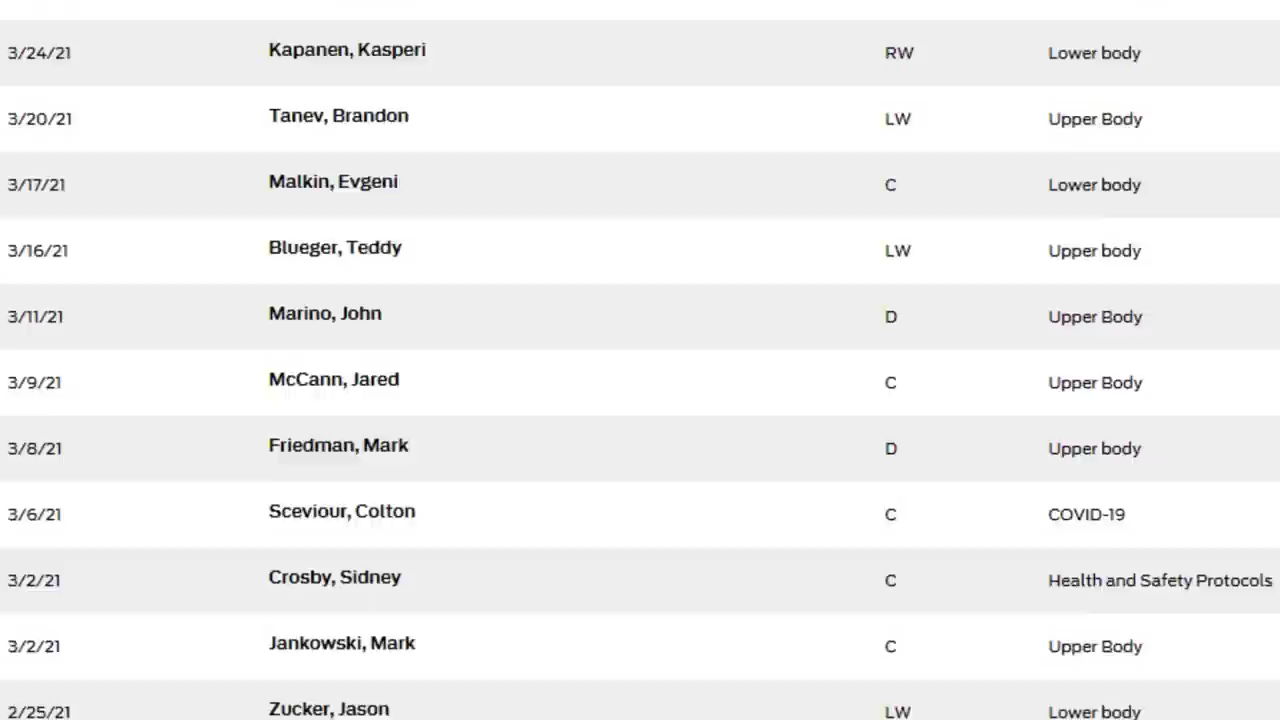 3/24/21 Kapanen, Kasperi RW Lower body
3/20/21 Tanev, Brandon LW Upper Body
3/17/21 Malkin, Evgeni C Lower body
3/16/21 Blueger, Teddy LW Upper body
3/11/21 Marino, John D Upper Body
3/9/21 McCann, Jared C Upper Body
3/8/21 Friedman, Mark D Upper body
3/6/21 Sceviour, Colton C COVID-19
3/2/21 Crosby, Sidney C Health and Safety Protocols
3/2/21 Jankowski, Mark C Upper Body
2/25/21 Zucker, Jason LW Lower body